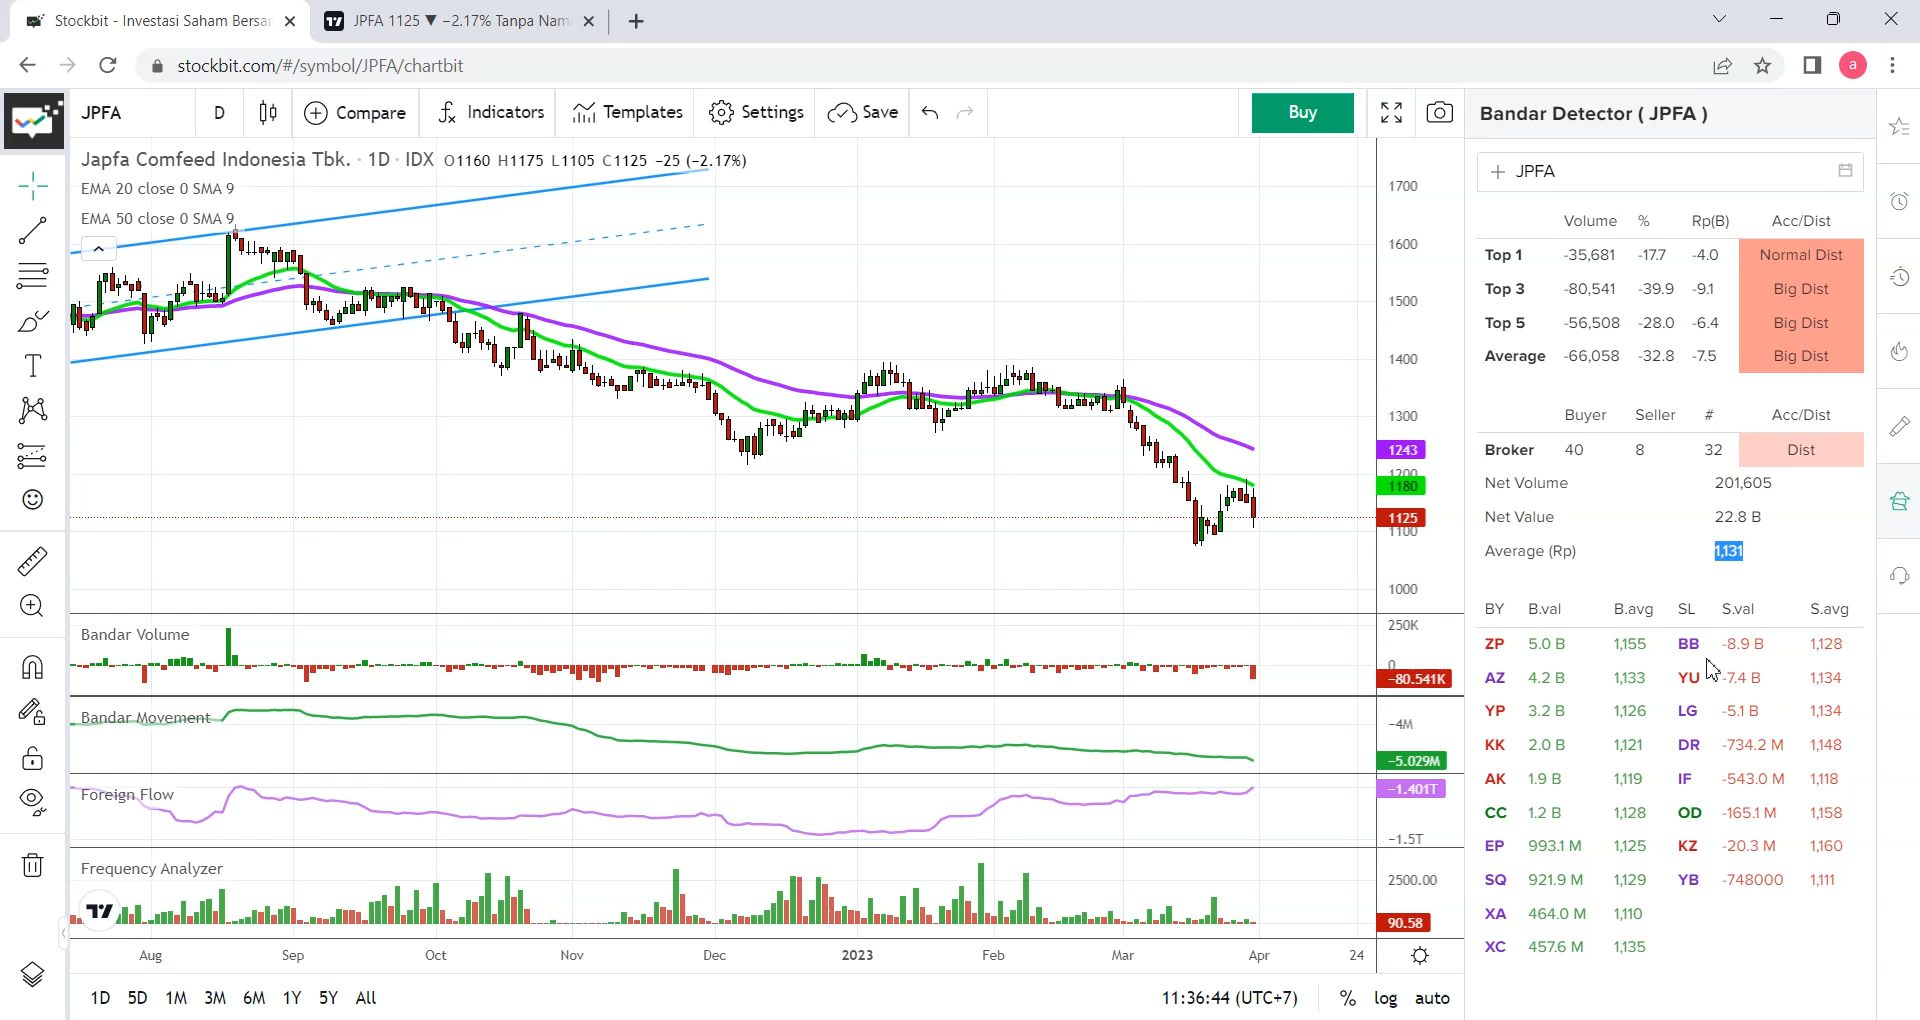 Stockbit - Investasi Saham Bersan
JPFA 1125 ▼ −2.17% Tanpa Nam
stockbit.com/#/symbol/JPFA/chartbit
a
JPFA
D
Compare
Indicators
Templates
Settings
Save
Buy
Japfa Comfeed Indonesia Tbk. · 1D · IDX O1160 H1175 L1105 C1125 −25 (−2.17%)
EMA 20 close 0 SMA 9
EMA 50 close 0 SMA 9
1700
1600
1500
1400
1300
1243
1200
1180
1125
1100
1000
Bandar Volume
250K
0
−80.541K
Bandar Movement
−4M
−5.029M
Foreign Flow
−1.401T
−1.5T
Frequency Analyzer
2500.00
90.58
Aug Sep Oct Nov Dec 2023 Feb Mar Apr 24
1D 5D 1M 3M 6M 1Y 5Y All
11:36:44 (UTC+7) % log auto
Bandar Detector ( JPFA )
JPFA
Volume % Rp(B) Acc/Dist
Top 1 -35,681 -17.7 -4.0 Normal Dist
Top 3 -80,541 -39.9 -9.1 Big Dist
Top 5 -56,508 -28.0 -6.4 Big Dist
Average -66,058 -32.8 -7.5 Big Dist
Buyer Seller # Acc/Dist
Broker 40 8 32 Dist
Net Volume 201,605
Net Value 22.8 B
Average (Rp) 1,131
BY B.val B.avg SL S.val S.avg
ZP 5.0 B 1,155 BB -8.9 B 1,128
AZ 4.2 B 1,133 YU -7.4 B 1,134
YP 3.2 B 1,126 LG -5.1 B 1,134
KK 2.0 B 1,121 DR -734.2 M 1,148
AK 1.9 B 1,119 IF -543.0 M 1,118
CC 1.2 B 1,128 OD -165.1 M 1,158
EP 993.1 M 1,125 KZ -20.3 M 1,160
SQ 921.9 M 1,129 YB -748000 1,111
XA 464.0 M 1,110
XC 457.6 M 1,135